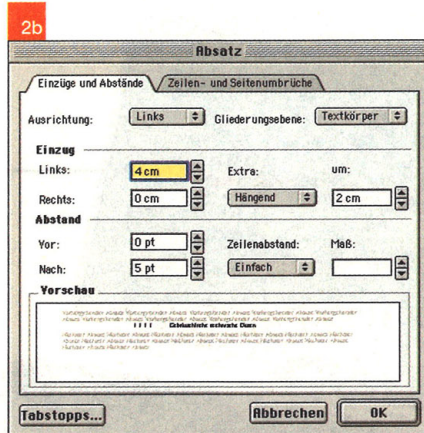 2b
Absatz
Einzüge und Abstände Zeilen- und Seitenumbrüche
Ausrichtung: Links Gliederungsebene: Textkörper
Einzug
Links: 4 cm Extra: um:
Rechts: 0 cm Hängend 2 cm
Abstand
Vor: 0 pt Zeilenabstand: Maß:
Nach: 5 pt Einfach
Vorschau
Tabstopps... Abbrechen OK